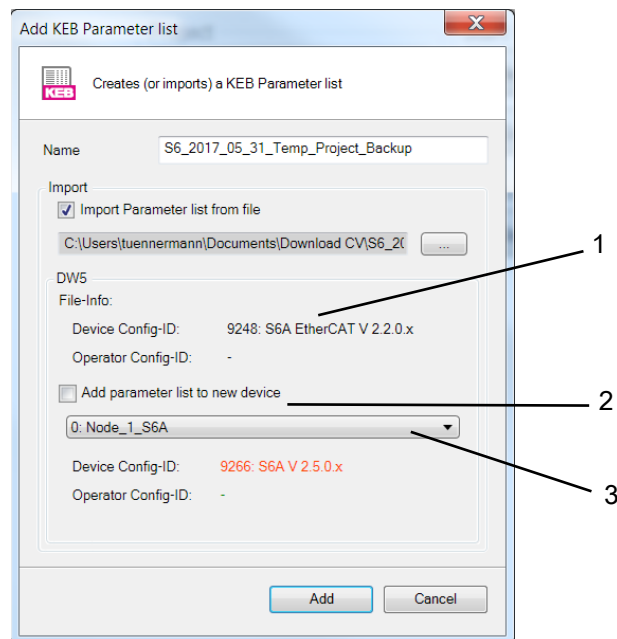 Add KEB Parameter list
X
KEB
Creates (or imports) a KEB Parameter list
Name S6_2017_05_31_Temp_Project_Backup
Import
Import Parameter list from file
C:\Users\tuennermann\Documents\Download CV\S6_20 ...
1
DW5
File-Info:
Device Config-ID: 9248: S6A EtherCAT V 2.2.0.x
Operator Config-ID: -
Add parameter list to new device
2
0: Node_1_S6A
Device Config-ID: 9266: S6A V 2.5.0.x
3
Operator Config-ID: -
Add Cancel